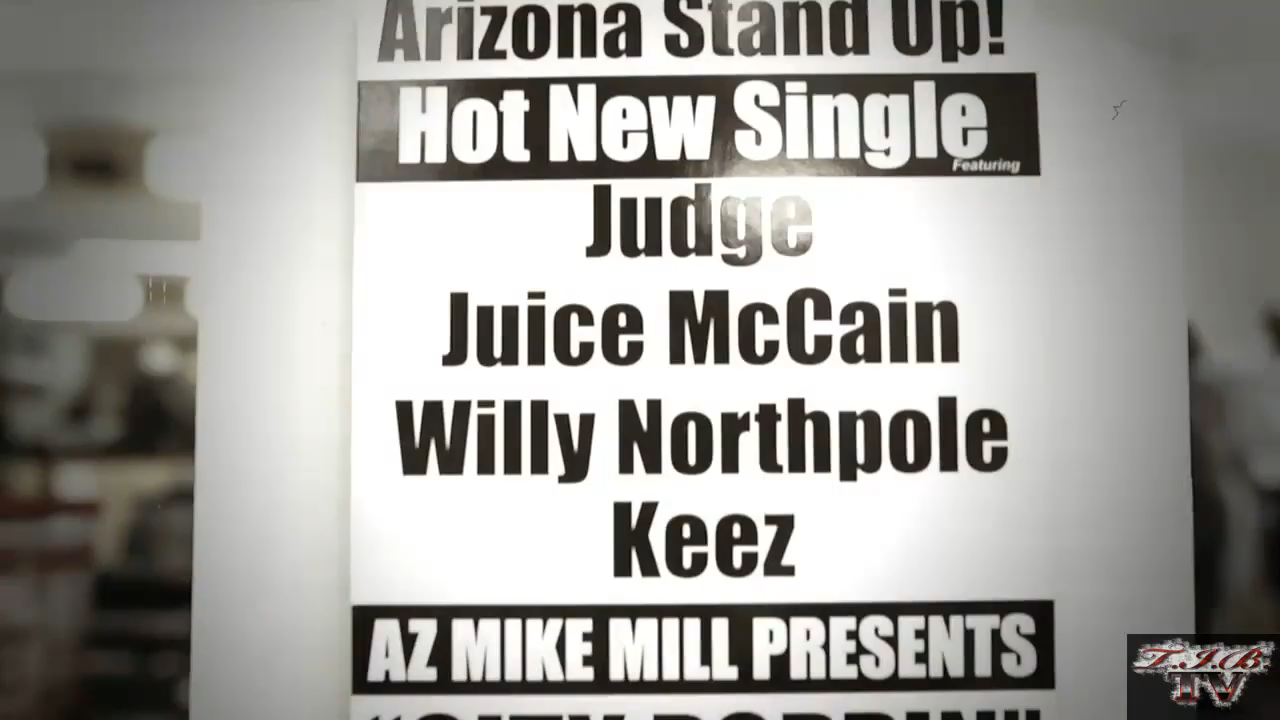 Arizona Stand Up!
Hot New Single
Featuring
Judge
Juice McCain
Willy Northpole
Keez
AZ MIKE MILL PRESENTS
T.I.B
TV